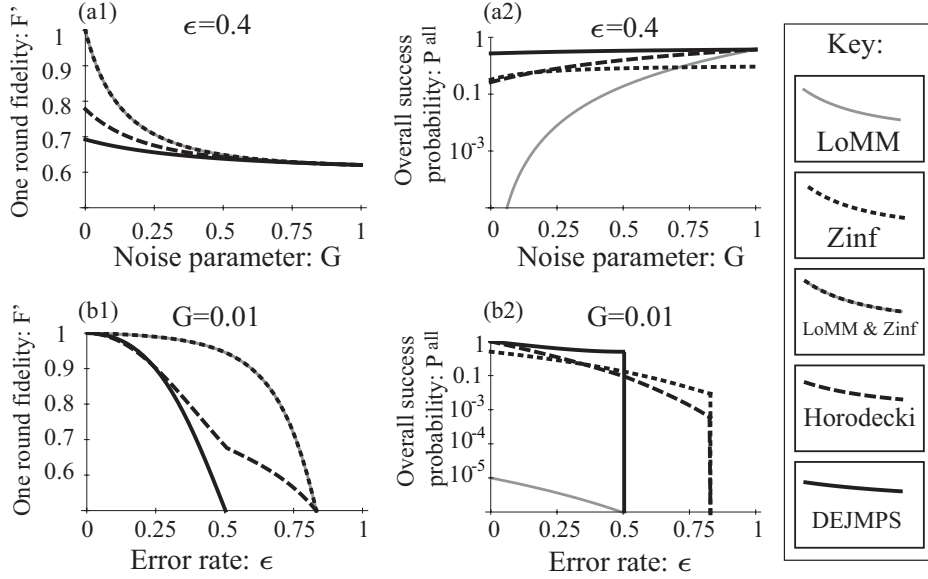 (a1)
ϵ=0.4
One round fidelity: F'
1
0.9
0.8
0.7
0.6
0
0.25
0.5
0.75
1
Noise parameter: G
(a2)
ϵ=0.4
Overall success
probability: P all
1
0.1
10-3
0
0.25
0.5
0.75
1
Noise parameter: G
(b1)
G=0.01
One round fidelity: F'
1
0.9
0.8
0.7
0.6
0
0.25
0.5
0.75
1
Error rate: ϵ
(b2)
G=0.01
Overall success
probability: P all
1
0.1
10-3
10-4
10-5
0
0.25
0.5
0.75
1
Error rate: ϵ
Key:
LoMM
Zinf
LoMM & Zinf
Horodecki
DEJMPS